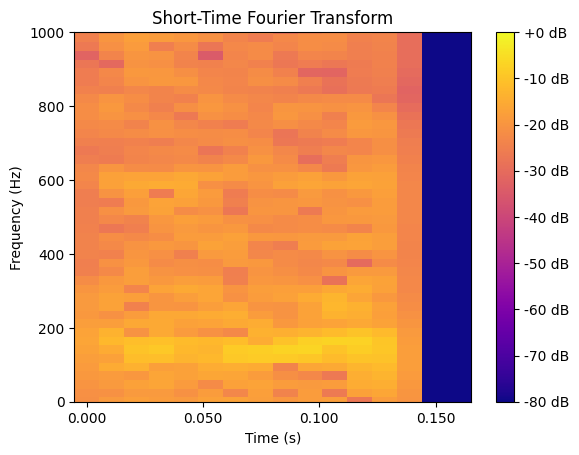 Short-Time Fourier Transform
1000
800
600
400
200
0
Frequency (Hz)
0.000
0.050
0.100
0.150
Time (s)
+0 dB
-10 dB
-20 dB
-30 dB
-40 dB
-50 dB
-60 dB
-70 dB
-80 dB